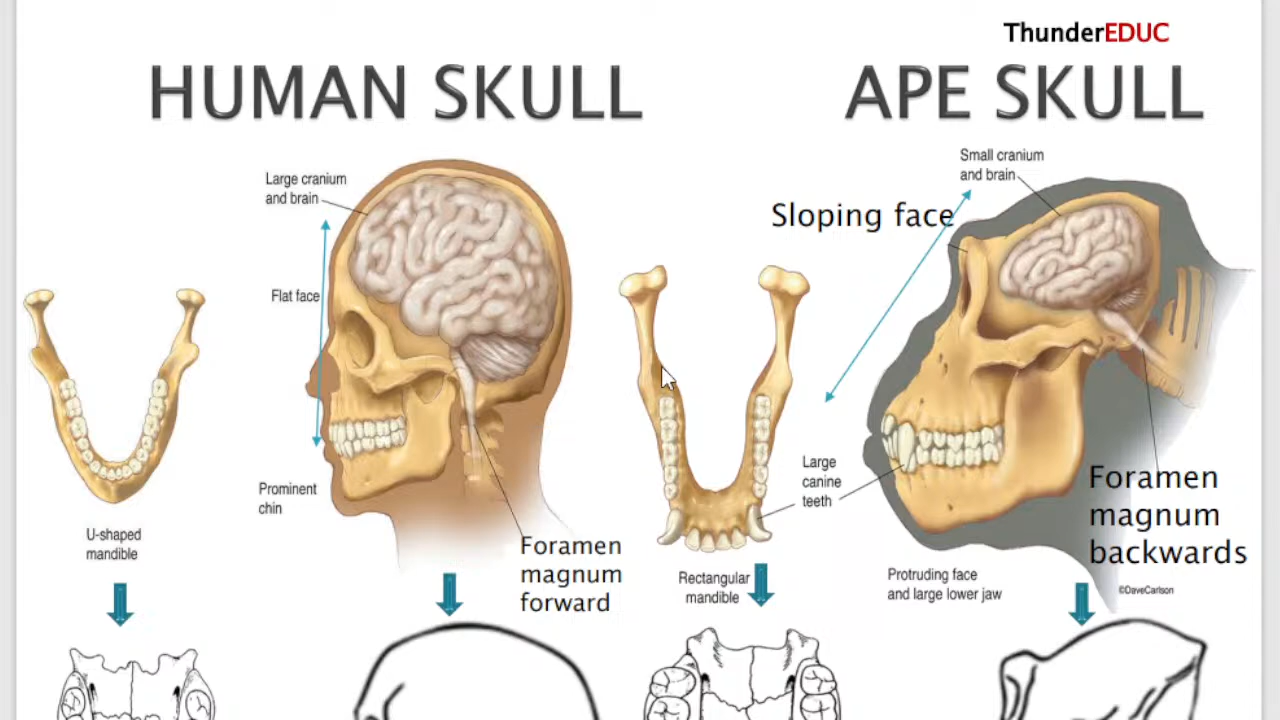 ThunderEDUC
HUMAN SKULL
APE SKULL
Large cranium
and brain
Flat face
Prominent
chin
U-shaped
mandible
Foramen
magnum
forward
Small cranium
and brain
Sloping face
Large
canine
teeth
Rectangular
mandible
Protruding face
and large lower jaw
Foramen
magnum
backwards
©DaveCarlson